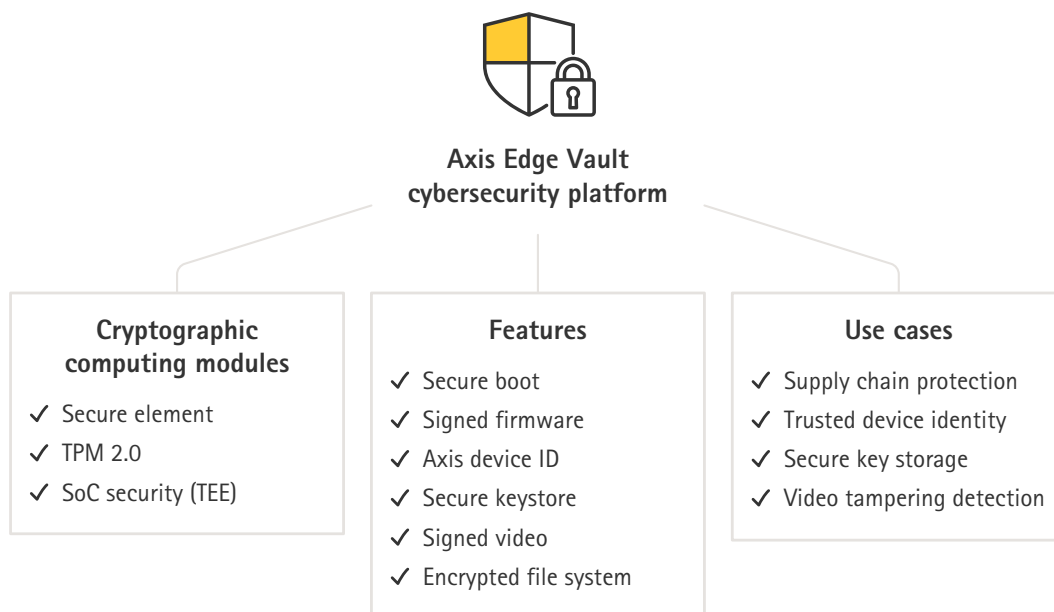 Axis Edge Vault
cybersecurity platform
Cryptographic
computing modules
✓ Secure element
✓ TPM 2.0
✓ SoC security (TEE)
Features
✓ Secure boot
✓ Signed firmware
✓ Axis device ID
✓ Secure keystore
✓ Signed video
✓ Encrypted file system
Use cases
✓ Supply chain protection
✓ Trusted device identity
✓ Secure key storage
✓ Video tampering detection